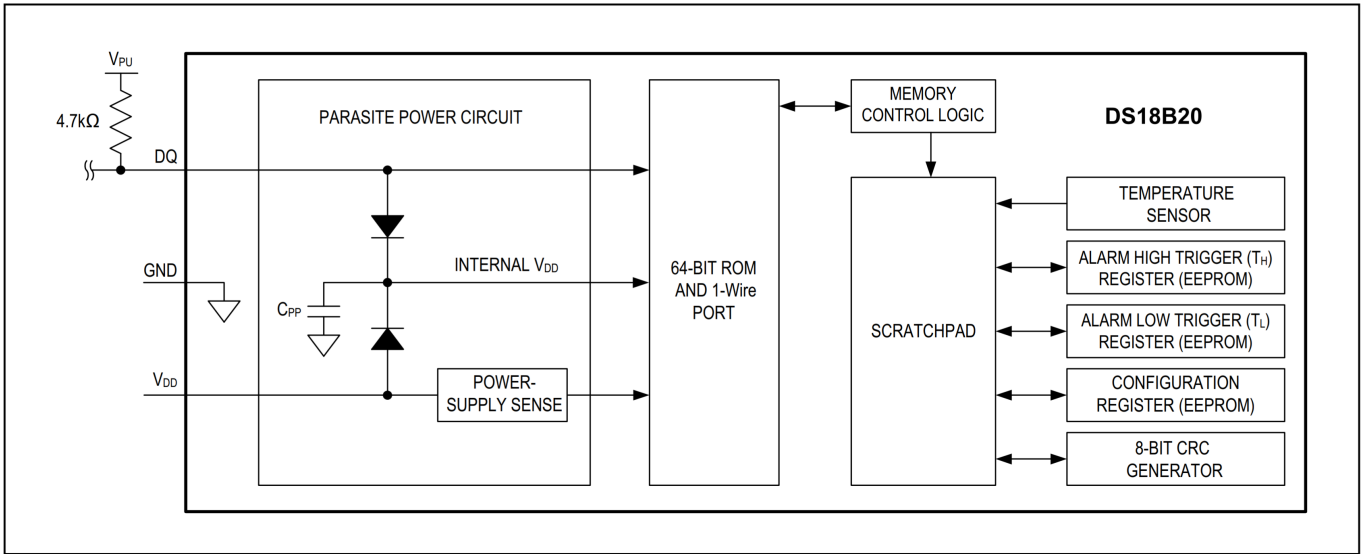 VPU
4.7kΩ
DQ
GND
VDD
PARASITE POWER CIRCUIT
INTERNAL VDD
CPP
POWER-
SUPPLY SENSE
64-BIT ROM
AND 1-Wire
PORT
MEMORY
CONTROL LOGIC
SCRATCHPAD
DS18B20
TEMPERATURE
SENSOR
ALARM HIGH TRIGGER (TH)
REGISTER (EEPROM)
ALARM LOW TRIGGER (TL)
REGISTER (EEPROM)
CONFIGURATION
REGISTER (EEPROM)
8-BIT CRC
GENERATOR